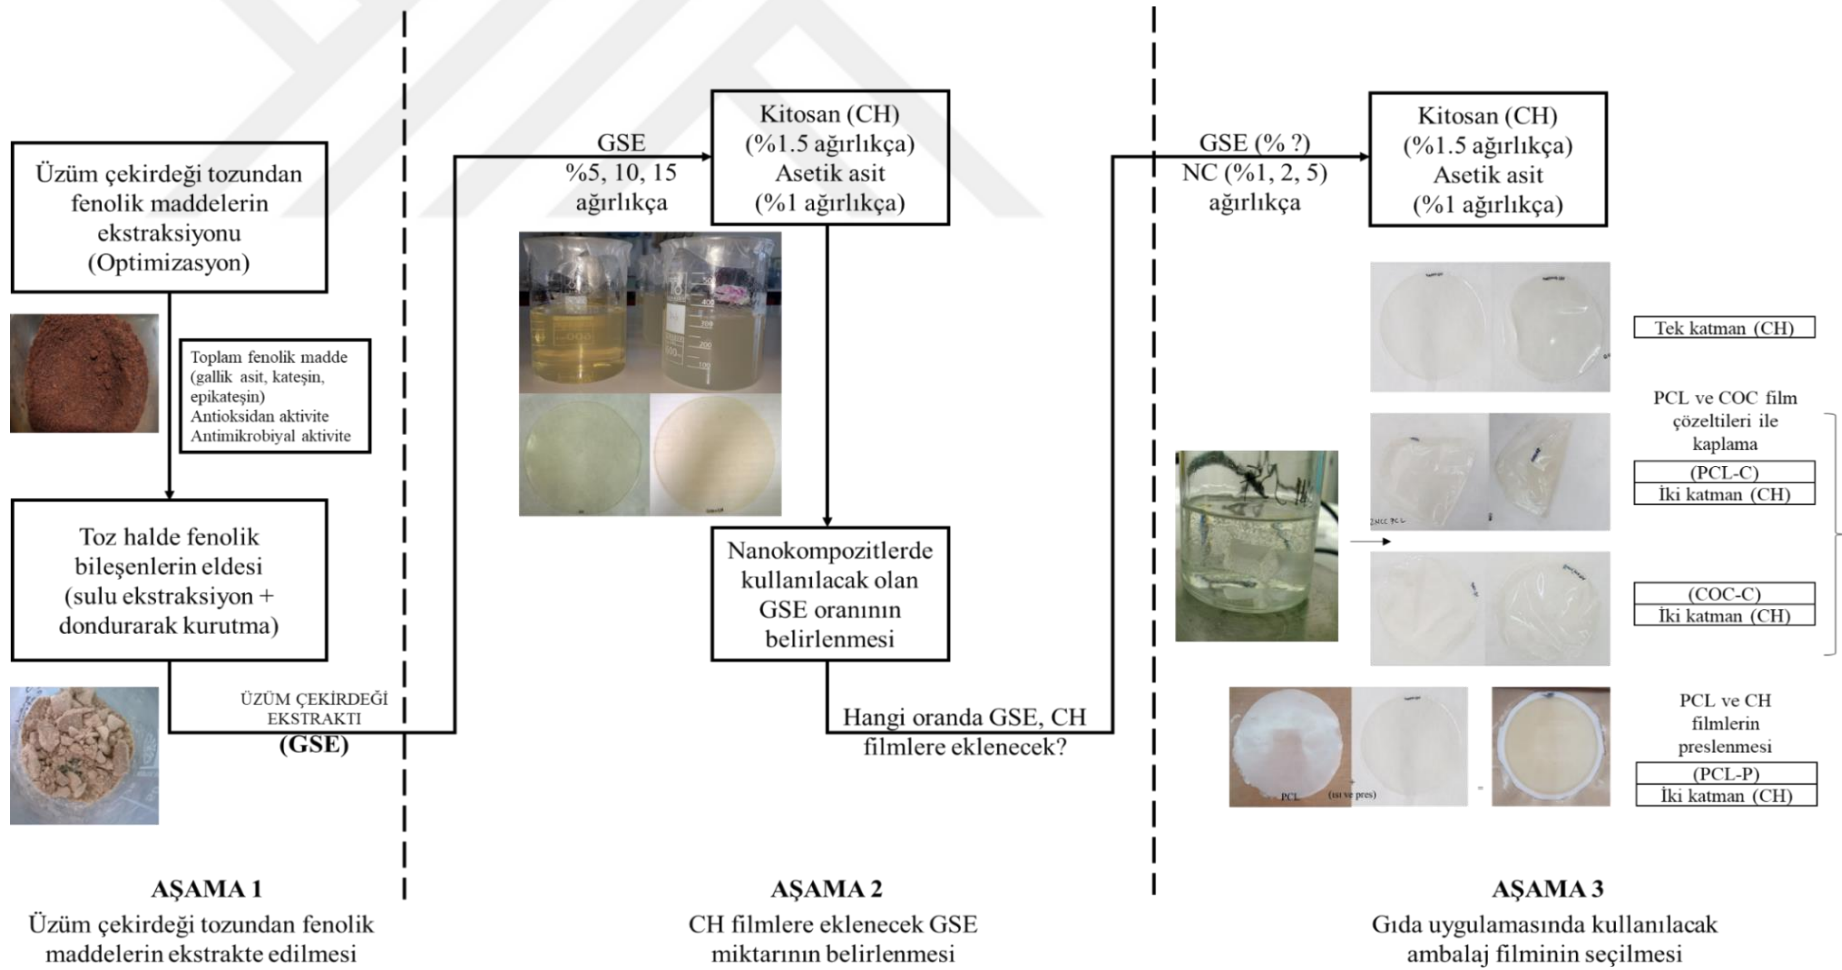 Üzüm çekirdeği tozundan
fenolik maddelerin
ekstraksiyonu
(Optimizasyon)
Toplam fenolik madde
(gallik asit, kateşin,
epikateşin)
Antioksidan aktivite
Antimikrobiyal aktivite
Toz halde fenolik
bileşenlerin eldesi
(sulu ekstraksiyon +
dondurarak kurutma)
ÜZÜM ÇEKİRDEĞİ
EKSTRAKTI
(GSE)
AŞAMA 1
Üzüm çekirdeği tozundan fenolik
maddelerin ekstrakte edilmesi
GSE
%5, 10, 15
ağırlıkça
Kitosan (CH)
(%1.5 ağırlıkça)
Asetik asit
(%1 ağırlıkça)
Nanokompozitlerde
kullanılacak olan
GSE oranının
belirlenmesi
Hangi oranda GSE, CH
filmlere eklenecek?
AŞAMA 2
CH filmlere eklenecek GSE
miktarının belirlenmesi
GSE (% ?)
NC (%1, 2, 5)
ağırlıkça
Kitosan (CH)
(%1.5 ağırlıkça)
Asetik asit
(%1 ağırlıkça)
Tek katman (CH)
PCL ve COC film
çözeltileri ile
kaplama
(PCL-C)
İki katman (CH)
(COC-C)
İki katman (CH)
PCL
+
(ısı ve pres)
=
PCL ve CH
filmlerin
preslenmesi
(PCL-P)
İki katman (CH)
AŞAMA 3
Gıda uygulamasında kullanılacak
ambalaj filminin seçilmesi